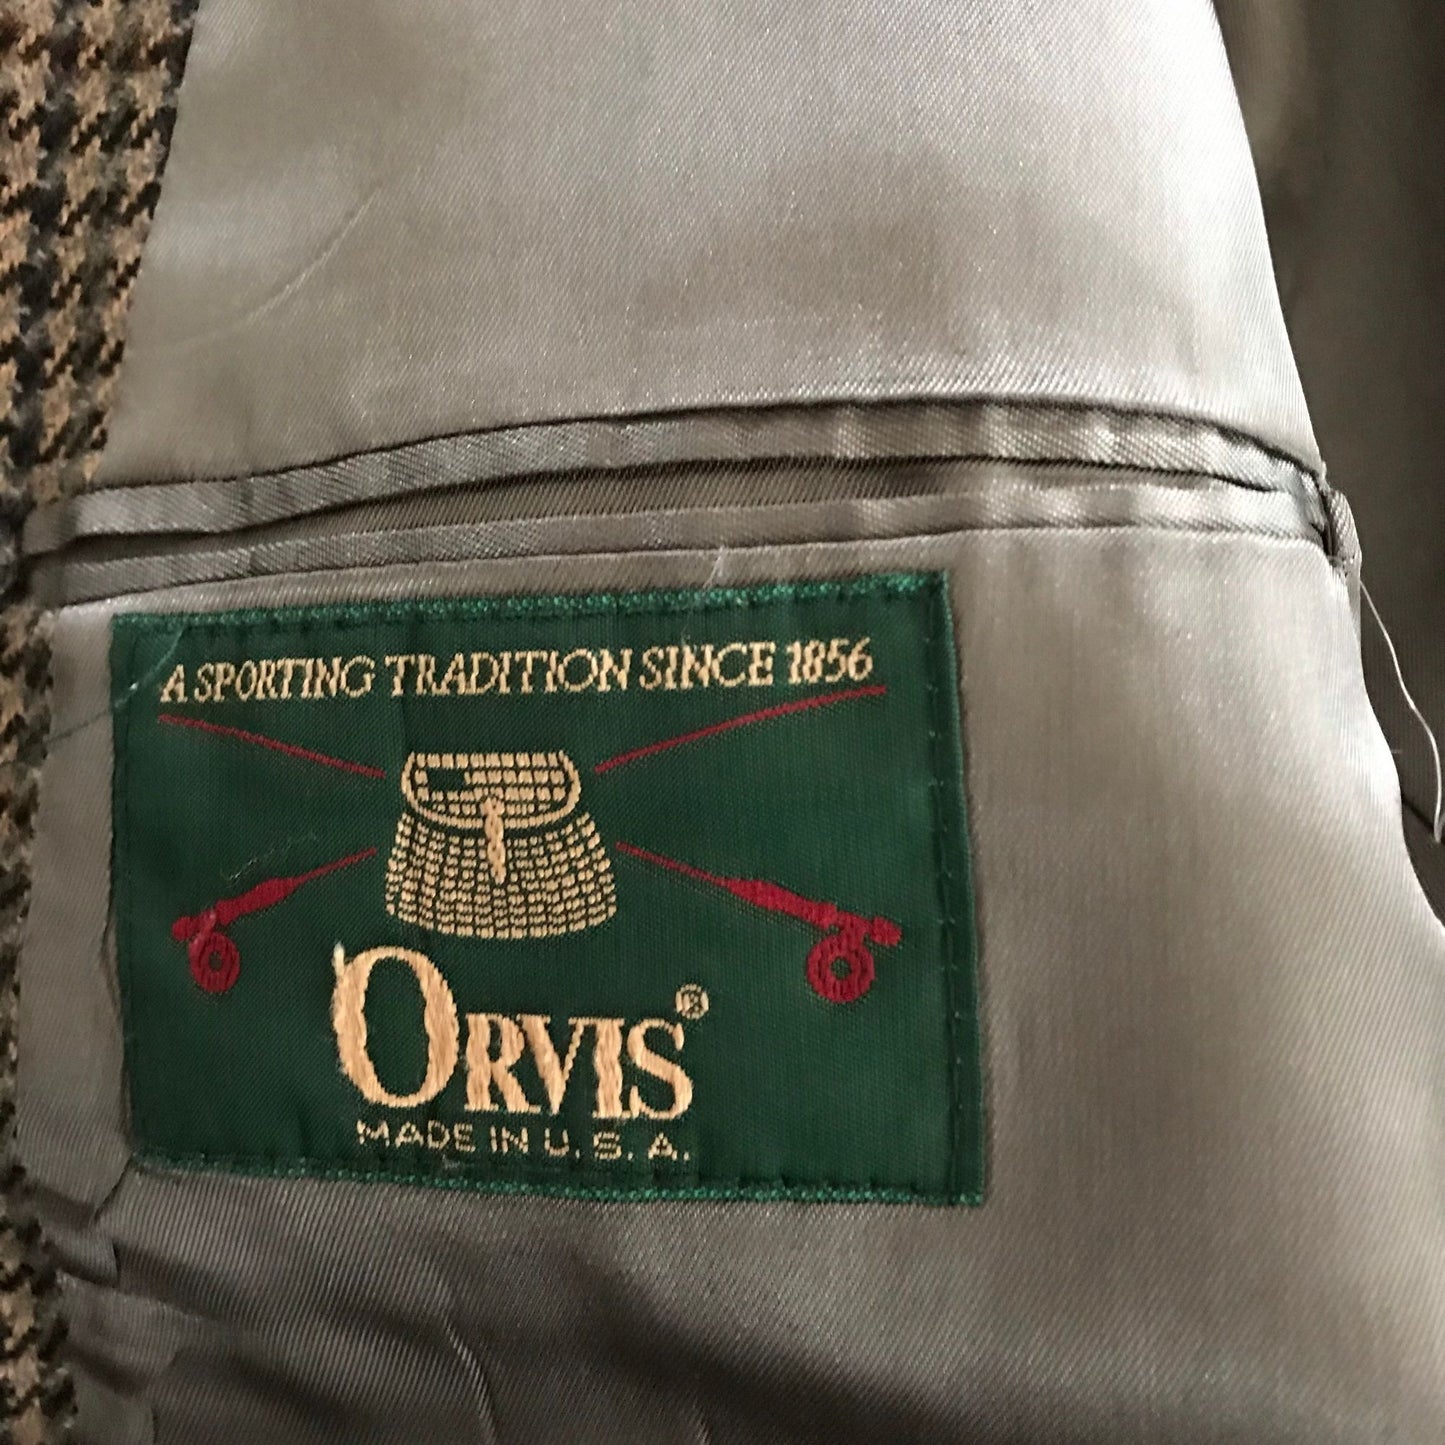 A SPORTING TRADITION SINCE 1856
ORVIS®
MADE IN U.S.A.